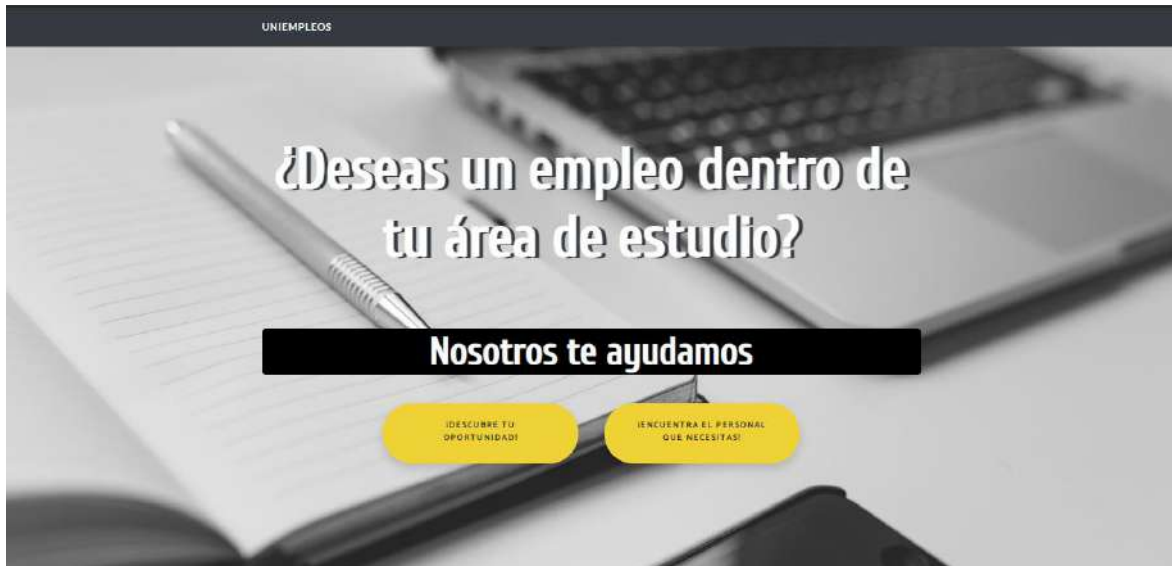 UNIEMPLEOS
¿Deseas un empleo dentro de
tu área de estudio?
Nosotros te ayudamos
¡DESCUBRE TU
OPORTUNIDAD!
¡ENCUENTRA EL PERSONAL
QUE NECESITAS!